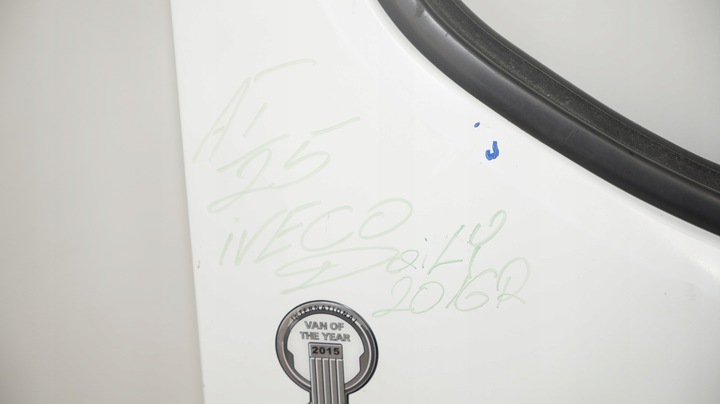 A1
25
iVECO
DaiLY
2016R
INTERNATIONAL
VAN OF
THE YEAR
2015